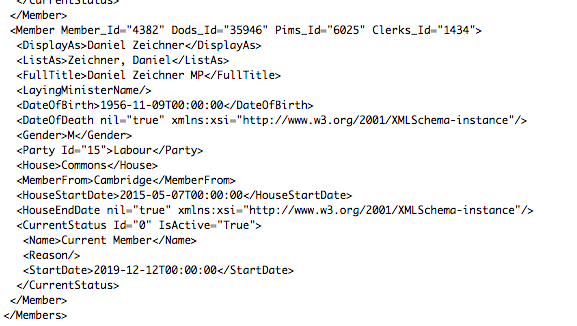 </CurrentStatus>
</Member>
<Member Member_Id="4382" Dods_Id="35946" Pims_Id="6025" Clerks_Id="1434">
<DisplayAs>Daniel Zeichner</DisplayAs>
<ListAs>Zeichner, Daniel</ListAs>
<FullTitle>Daniel Zeichner MP</FullTitle>
<LayingMinisterName/>
<DateOfBirth>1956-11-09T00:00:00</DateOfBirth>
<DateOfDeath nil="true" xmlns:xsi="http://www.w3.org/2001/XMLSchema-instance"/>
<Gender>M</Gender>
<Party Id="15">Labour</Party>
<House>Commons</House>
<MemberFrom>Cambridge</MemberFrom>
<HouseStartDate>2015-05-07T00:00:00</HouseStartDate>
<HouseEndDate nil="true" xmlns:xsi="http://www.w3.org/2001/XMLSchema-instance"/>
<CurrentStatus Id="0" IsActive="True">
<Name>Current Member</Name>
<Reason/>
<StartDate>2019-12-12T00:00:00</StartDate>
</CurrentStatus>
</Member>
</Members>